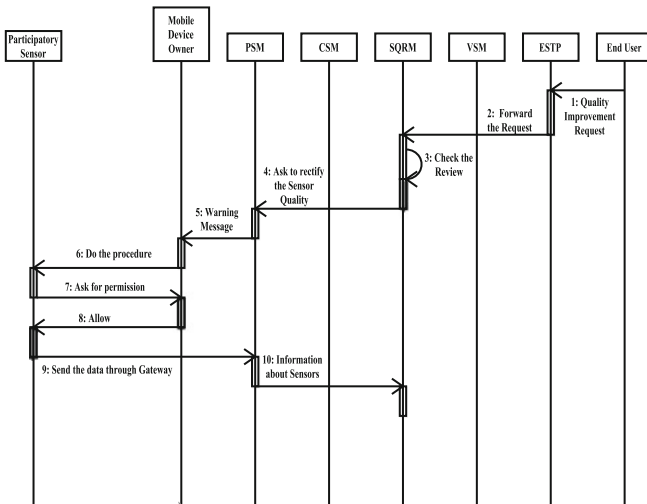 Participatory
Sensor
Mobile
Device
Owner
PSM
CSM
SQRM
VSM
ESTP
End User
1: Quality
Improvement
Request
2: Forward
the Request
3: Check the
Review
4: Ask to rectify
the Sensor
Quality
5: Warning
Message
6: Do the procedure
7: Ask for permission
8: Allow
9: Send the data through Gateway
10: Information
about Sensors